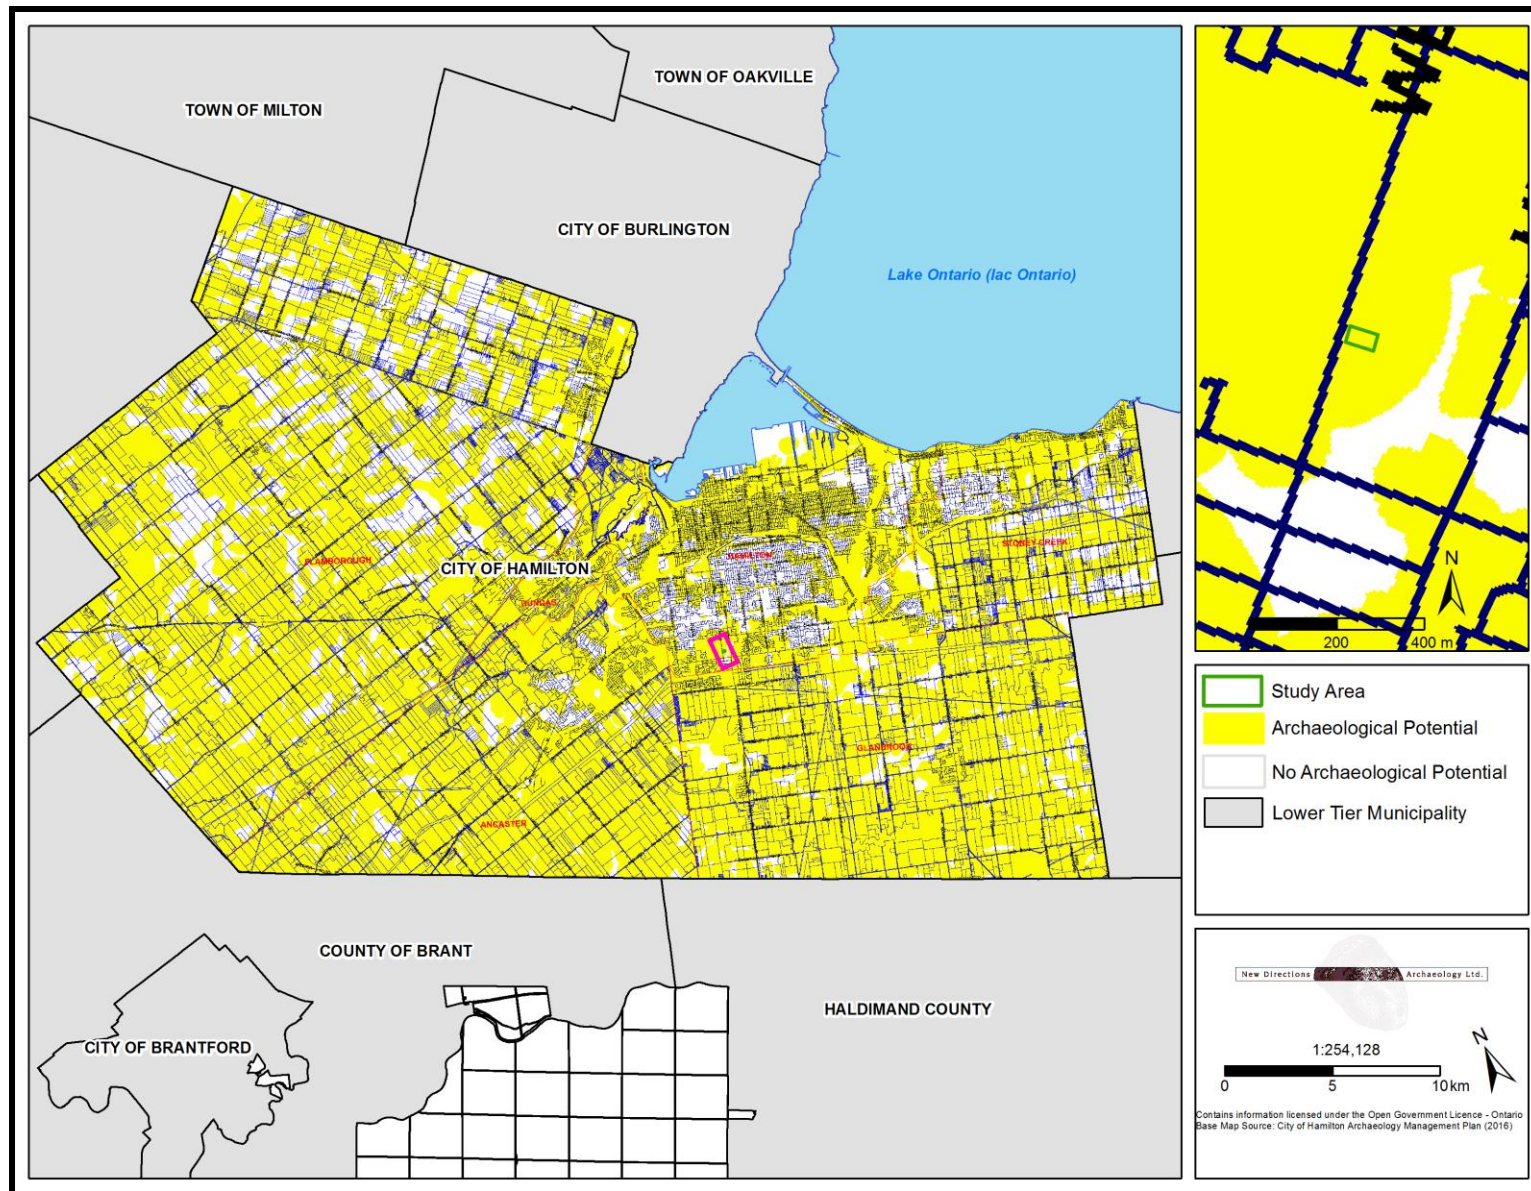 TOWN OF OAKVILLE
TOWN OF MILTON
CITY OF BURLINGTON
Lake Ontario (lac Ontario)
STONEY CREEK
HAMILTON
FLAMBOROUGH
CITY OF HAMILTON
DUNDAS
GLANBROOK
ANCASTER
COUNTY OF BRANT
HALDIMAND COUNTY
CITY OF BRANTFORD
N
200 400 m
Study Area
Archaeological Potential
No Archaeological Potential
Lower Tier Municipality
New Directions Archaeology Ltd.
N
1:254,128
0 5 10 km
Contains information licensed under the Open Government Licence - Ontario
Base Map Source: City of Hamilton Archaeology Management Plan (2016)